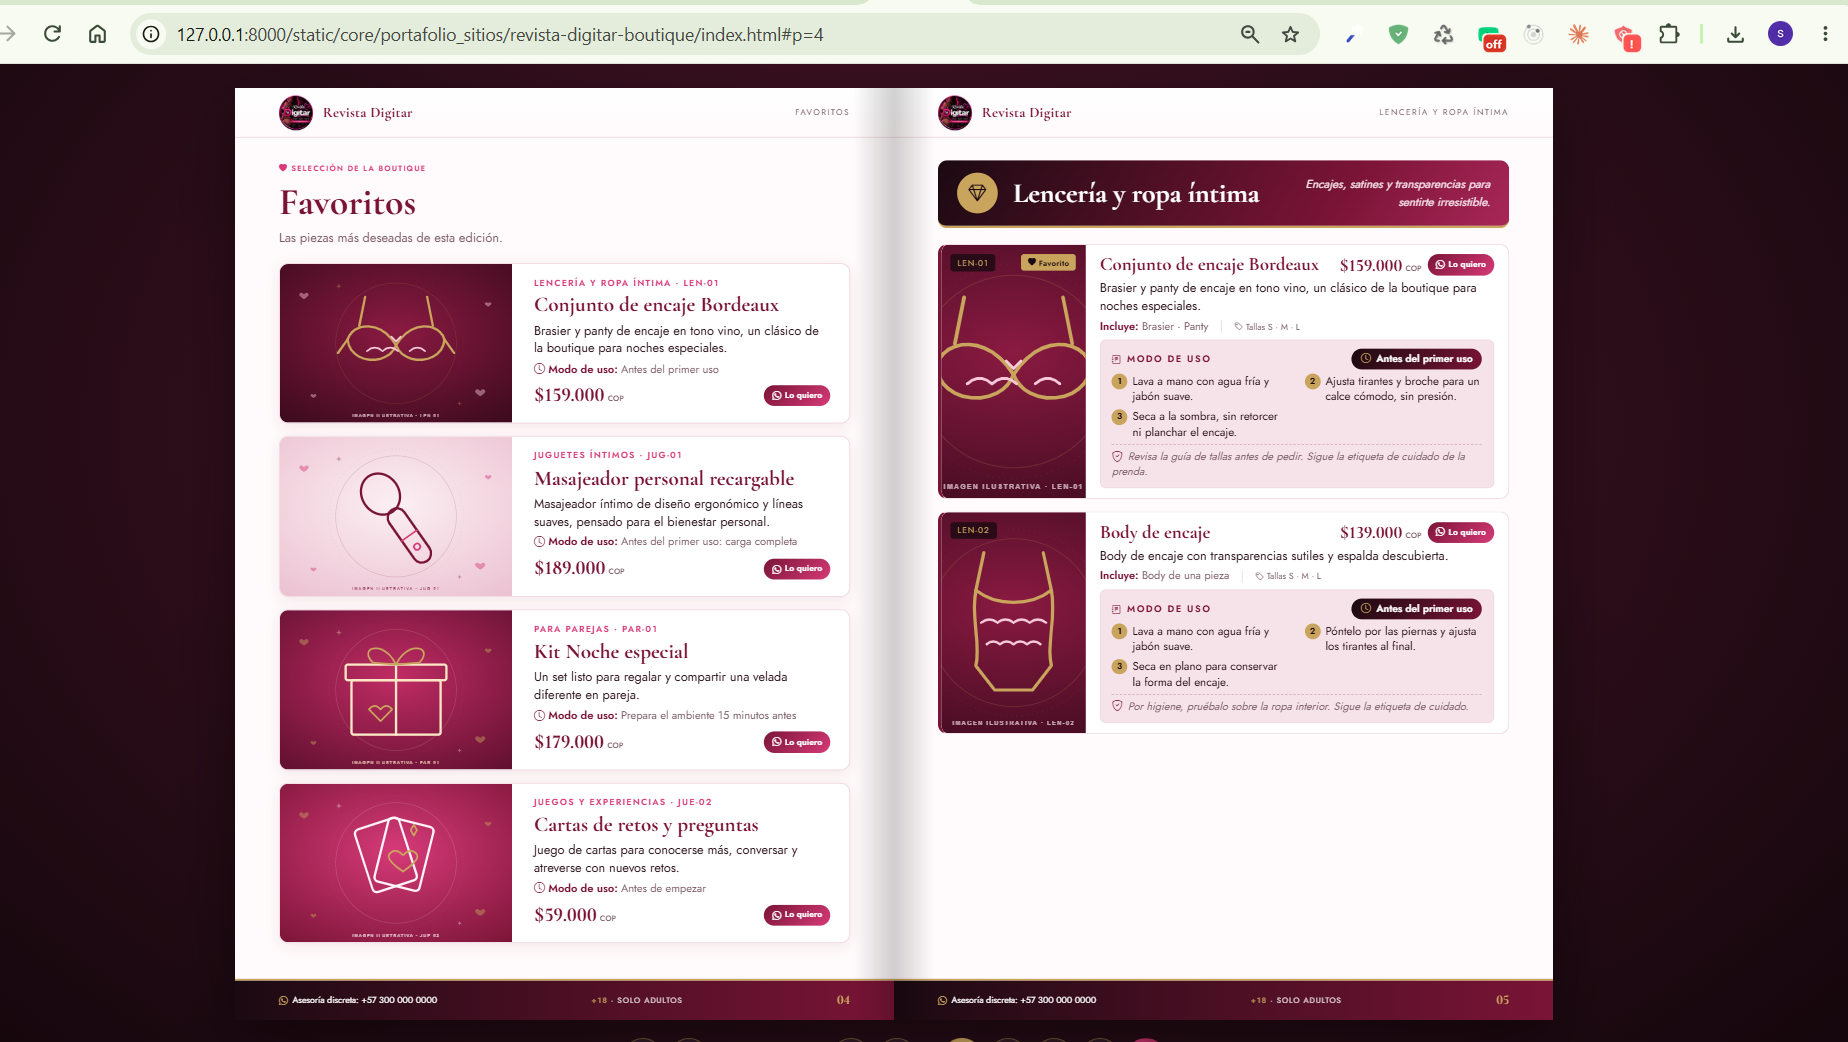 127.0.0.1:8000/static/core/portafolio_sitios/revista-digitar-boutique/index.html#p=4
off
!
S
Revista Digitar
FAVORITOS
SELECCIÓN DE LA BOUTIQUE
Favoritos
Las piezas más deseadas de esta edición.
LENCERÍA Y ROPA ÍNTIMA · LEN-01
Conjunto de encaje Bordeaux
Brasier y panty de encaje en tono vino, un clásico de
la boutique para noches especiales.
Modo de uso: Antes del primer uso
$159.000 COP
Lo quiero
JUGUETES ÍNTIMOS · JUG-01
Masajeador personal recargable
Masajeador íntimo de diseño ergonómico y líneas
suaves, pensado para el bienestar personal.
Modo de uso: Antes del primer uso: carga completa
$189.000 COP
Lo quiero
PARA PAREJAS · PAR-01
Kit Noche especial
Un set listo para regalar y compartir una velada
diferente en pareja.
Modo de uso: Prepara el ambiente 15 minutos antes
$179.000 COP
Lo quiero
JUEGOS Y EXPERIENCIAS · JUE-02
Cartas de retos y preguntas
Juego de cartas para conocerse más, conversar y
atreverse con nuevos retos.
Modo de uso: Antes de empezar
$59.000 COP
Lo quiero
Asesoría discreta: +57 300 000 0000
+18 · SOLO ADULTOS
04
Revista Digitar
LENCERÍA Y ROPA ÍNTIMA
Lencería y ropa íntima
Encajes, satines y transparencias para
sentirte irresistible.
LEN-01
Favorito
IMAGEN ILUSTRATIVA · LEN-01
Conjunto de encaje Bordeaux
$159.000 COP
Lo quiero
Brasier y panty de encaje en tono vino, un clásico de la boutique para
noches especiales.
Incluye: Brasier · Panty
Tallas S · M · L
MODO DE USO
Antes del primer uso
1 Lava a mano con agua fría y
jabón suave.
2 Ajusta tirantes y broche para un
calce cómodo, sin presión.
3 Seca a la sombra, sin retorcer
ni planchar el encaje.
Revisa la guía de tallas antes de pedir. Sigue la etiqueta de cuidado de la
prenda.
LEN-02
IMAGEN ILUSTRATIVA · LEN-02
Body de encaje
$139.000 COP
Lo quiero
Body de encaje con transparencias sutiles y espalda descubierta.
Incluye: Body de una pieza
Tallas S · M · L
MODO DE USO
Antes del primer uso
1 Lava a mano con agua fría y
jabón suave.
2 Póntelo por las piernas y ajusta
los tirantes al final.
3 Seca en plano para conservar
la forma del encaje.
Por higiene, pruébalo sobre la ropa interior. Sigue la etiqueta de cuidado.
Asesoría discreta: +57 300 000 0000
+18 · SOLO ADULTOS
05